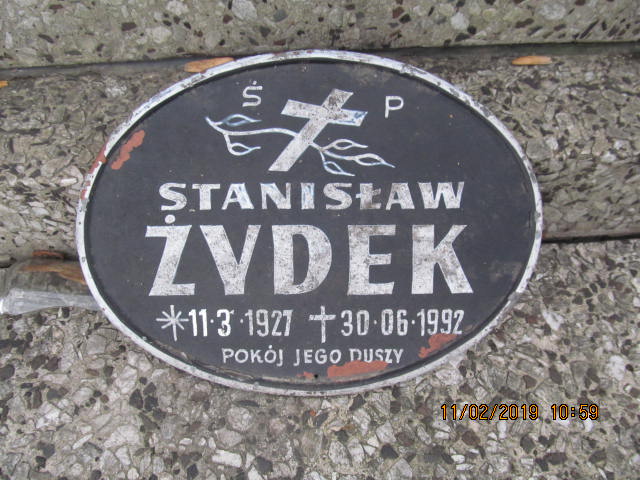 Ś P
STANISŁAW
ŻYDEK
*11·3·1927 †30·06·1992
POKÓJ JEGO DUSZY
11/02/2019 10:59